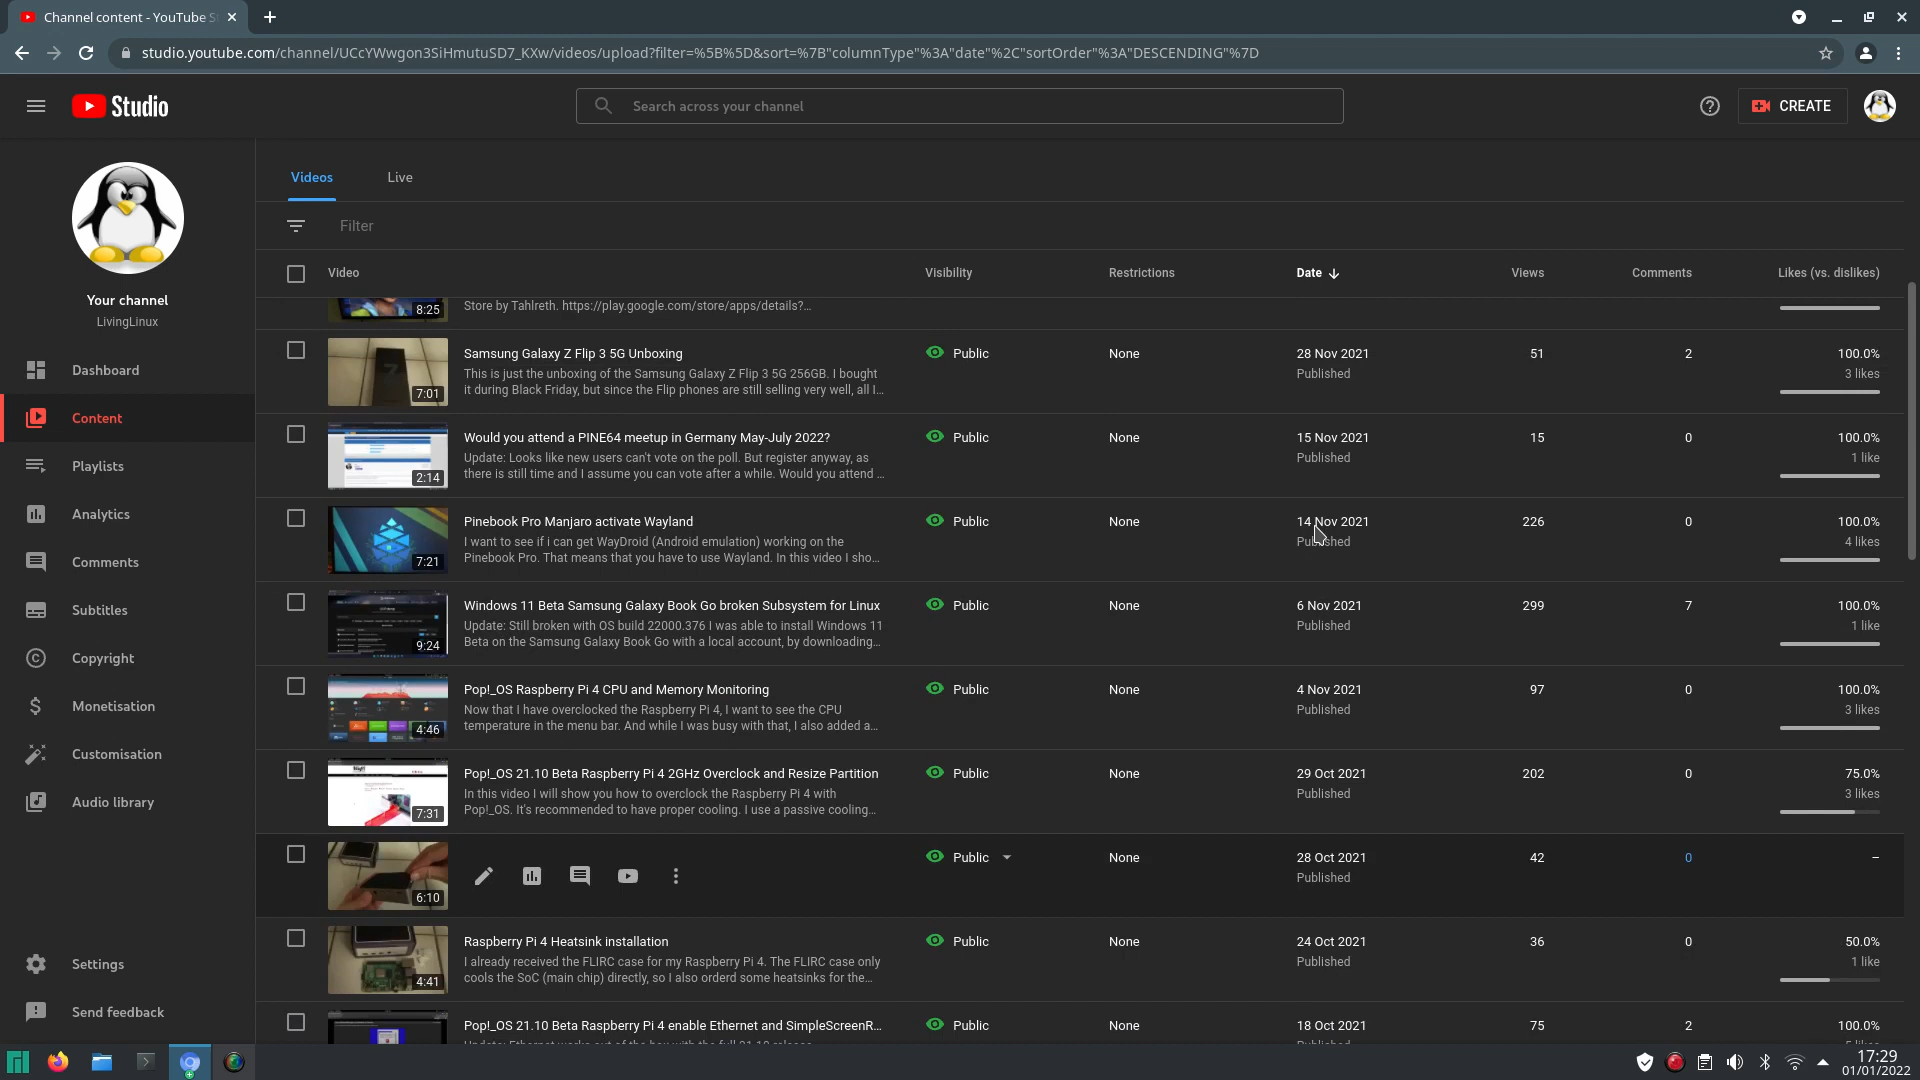 Channel content - YouTube S
studio.youtube.com/channel/UCcYWwgon3SiHmutuSD7_KXw/videos/upload?filter=%5B%5D&sort=%7B"columnType"%3A"date"%2C"sortOrder"%3A"DESCENDING"%7D
Studio
Search across your channel
CREATE
Your channel
LivingLinux
Dashboard
Content
Playlists
Analytics
Comments
Subtitles
Copyright
Monetisation
Customisation
Audio library
Settings
Send feedback
Videos Live
Filter
Video Visibility Restrictions Date Views Comments Likes (vs. dislikes)
8:25
Store by Tahlreth. https://play.google.com/store/apps/details?…
7:01
Samsung Galaxy Z Flip 3 5G Unboxing Public None 28 Nov 2021 51 2 100.0%
This is just the unboxing of the Samsung Galaxy Z Flip 3 5G 256GB. I bought Published 3 likes
it during Black Friday, but since the Flip phones are still selling very well, all I…
2:14
Would you attend a PINE64 meetup in Germany May-July 2022? Public None 15 Nov 2021 15 0 100.0%
Update: Looks like new users can't vote on the poll. But register anyway, as Published 1 like
there is still time and I assume you can vote after a while. Would you attend …
7:21
Pinebook Pro Manjaro activate Wayland Public None 14 Nov 2021 226 0 100.0%
I want to see if i can get WayDroid (Android emulation) working on the Published 4 likes
Pinebook Pro. That means that you have to use Wayland. In this video I sho…
9:24
Windows 11 Beta Samsung Galaxy Book Go broken Subsystem for Linux Public None 6 Nov 2021 299 7 100.0%
Update: Still broken with OS build 22000.376 I was able to install Windows 11 Published 1 like
Beta on the Samsung Galaxy Book Go with a local account, by downloading…
4:46
Pop!_OS Raspberry Pi 4 CPU and Memory Monitoring Public None 4 Nov 2021 97 0 100.0%
Now that I have overclocked the Raspberry Pi 4, I want to see the CPU Published 3 likes
temperature in the menu bar. And while I was busy with that, I also added a…
7:31
Pop!_OS 21.10 Beta Raspberry Pi 4 2GHz Overclock and Resize Partition Public None 29 Oct 2021 202 0 75.0%
In this video I will show you how to overclock the Raspberry Pi 4 with Published 3 likes
Pop!_OS. It's recommended to have proper cooling. I use a passive cooling…
6:10
Public None 28 Oct 2021 42 0 –
Published
4:41
Raspberry Pi 4 Heatsink installation Public None 24 Oct 2021 36 0 50.0%
I already received the FLIRC case for my Raspberry Pi 4. The FLIRC case only Published 1 like
cools the SoC (main chip) directly, so I also orderd some heatsinks for the…
Pop!_OS 21.10 Beta Raspberry Pi 4 enable Ethernet and SimpleScreenR… Public None 18 Oct 2021 75 2 100.0%
17:29
01/01/2022